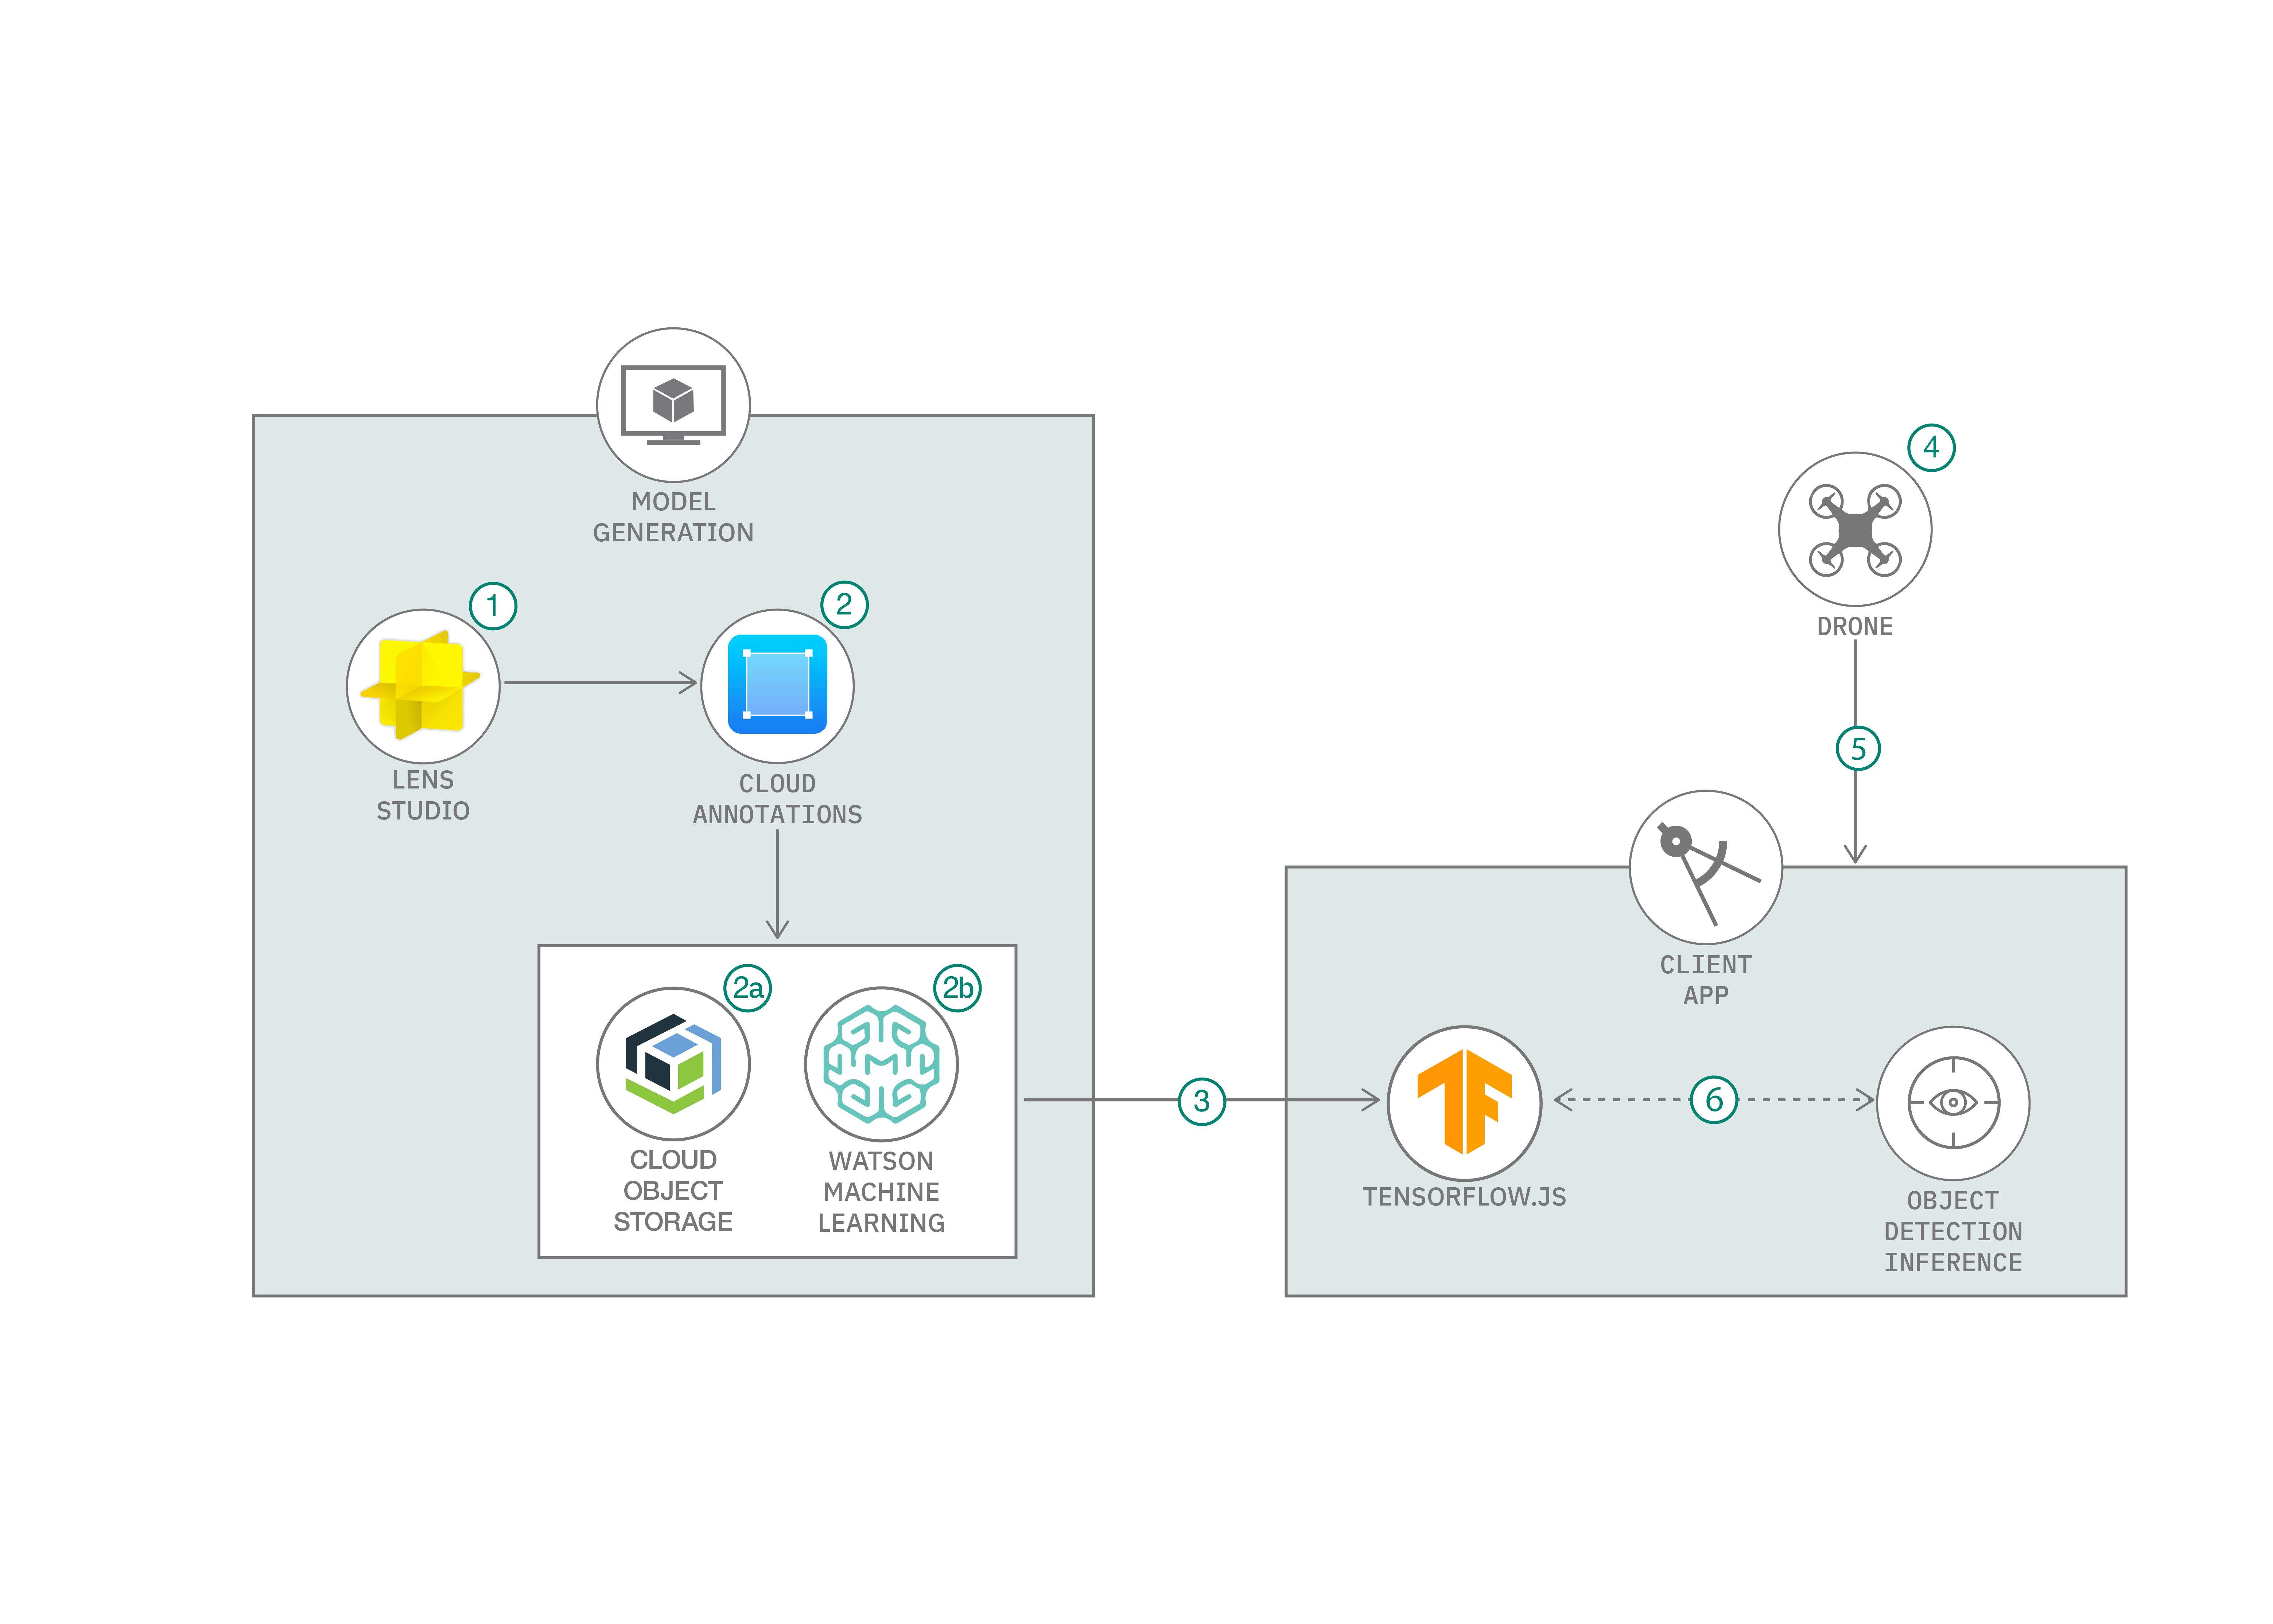 MODEL
GENERATION
1
LENS
STUDIO
2
CLOUD
ANNOTATIONS
2a
CLOUD
OBJECT
STORAGE
2b
WATSON
MACHINE
LEARNING
3
4
DRONE
5
CLIENT
APP
TENSORFLOW.JS
6
OBJECT
DETECTION
INFERENCE